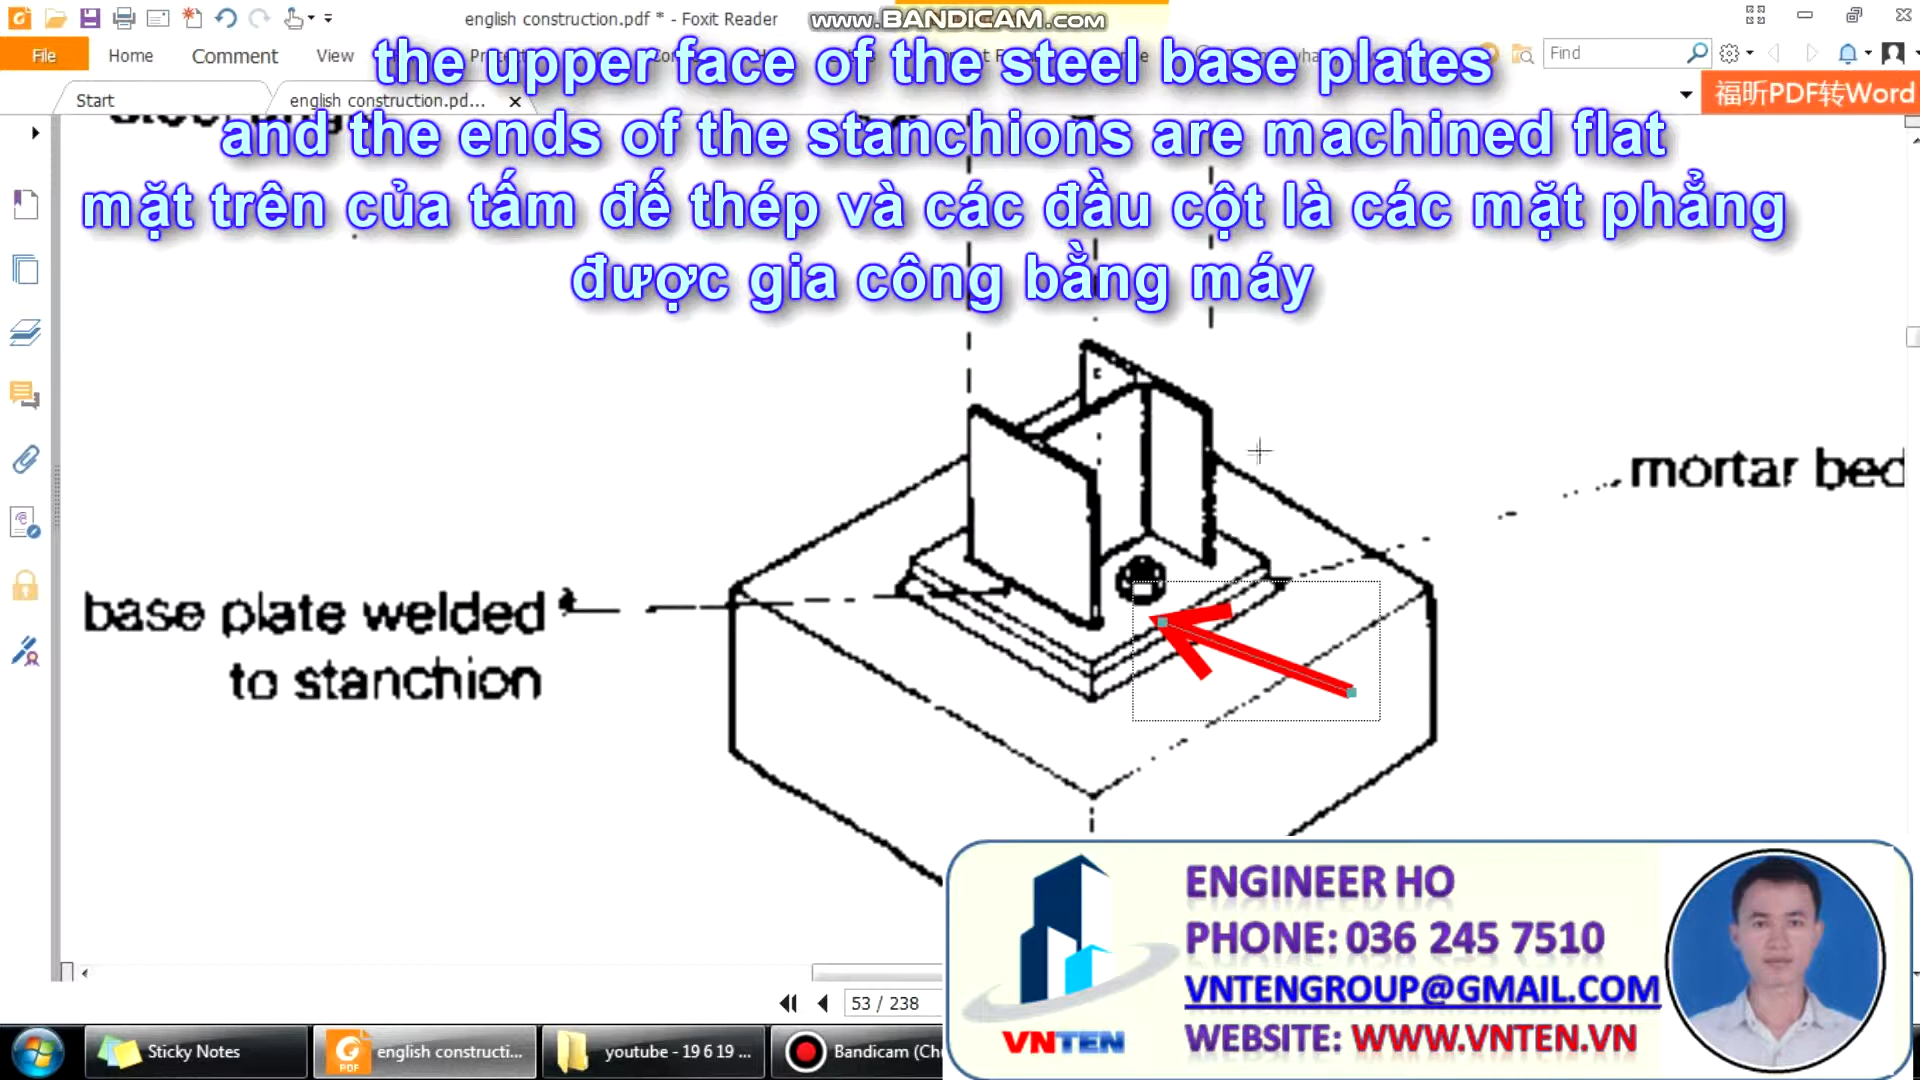 english construction.pdf * - Foxit Reader
www.BANDICAM.com
File
Home
Comment
View
Find
the upper face of the steel base plates
Start
english construction.pd...
福昕PDF转Word
and the ends of the stanchions are machined flat
mặt trên của tấm đế thép và các đầu cột là các mặt phẳng
được gia công bằng máy
mortar bed
base plate welded
to stanchion
ENGINEER HO
PHONE: 036 245 7510
VNTENGROUP@GMAIL.COM
WEBSITE: WWW.VNTEN.VN
VNTEN
53 / 238
Sticky Notes
PDF
english constructi...
youtube - 19 6 19 ...
Bandicam (Ch